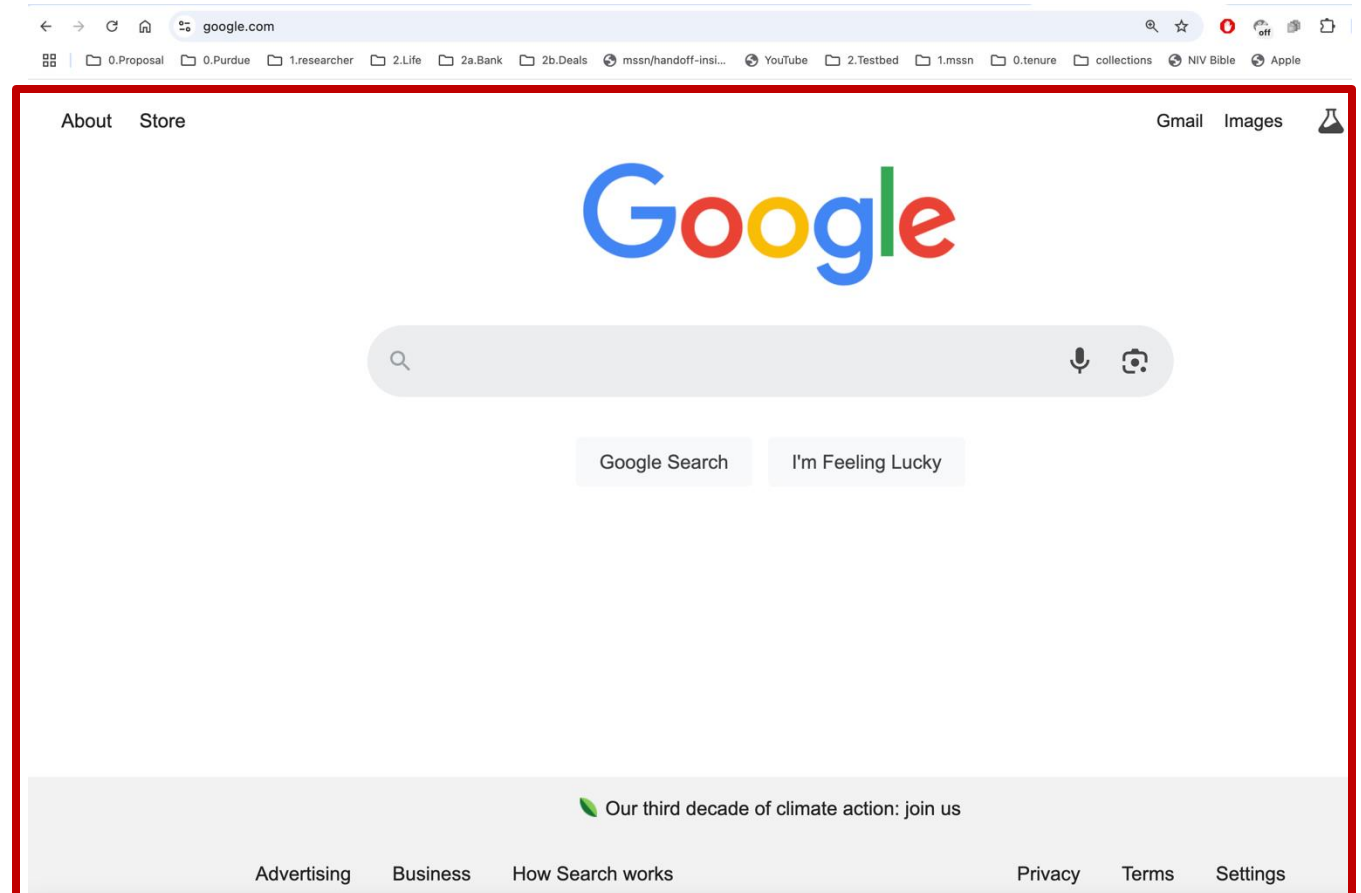 google.com
0.Proposal 0.Purdue 1.researcher 2.Life 2a.Bank 2b.Deals mssn/handoff-insi... YouTube 2.Testbed 1.mssn 0.tenure collections NIV Bible Apple
off
About Store Gmail Images
Google
Google Search I'm Feeling Lucky
Our third decade of climate action: join us
Advertising Business How Search works Privacy Terms Settings